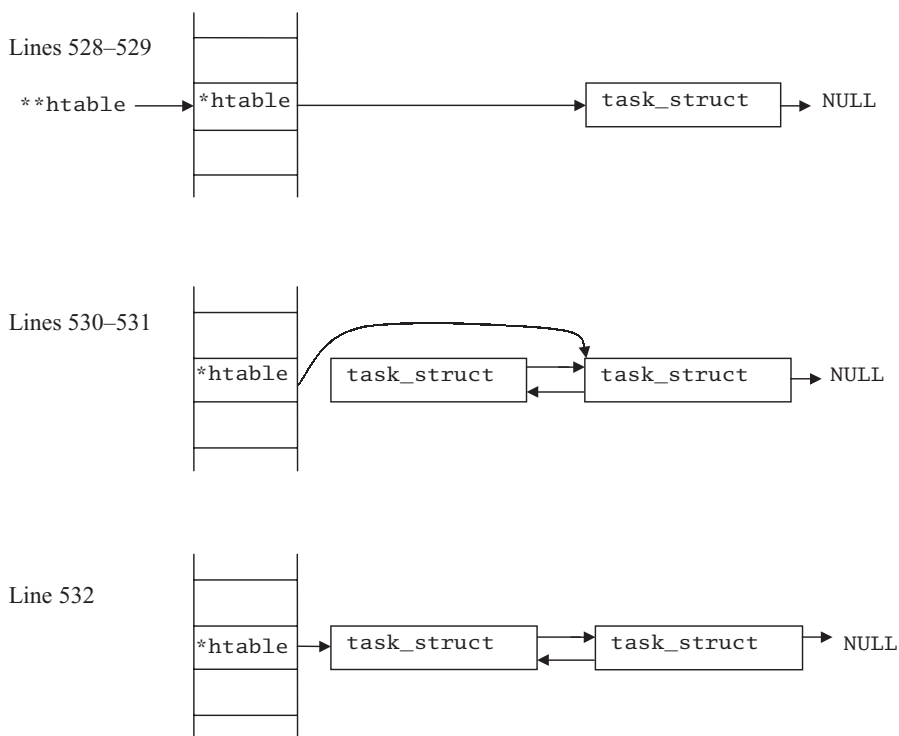 Lines 528–529
**htable
*htable
task_struct
NULL
Lines 530–531
*htable
task_struct
task_struct
NULL
Line 532
*htable
task_struct
task_struct
NULL